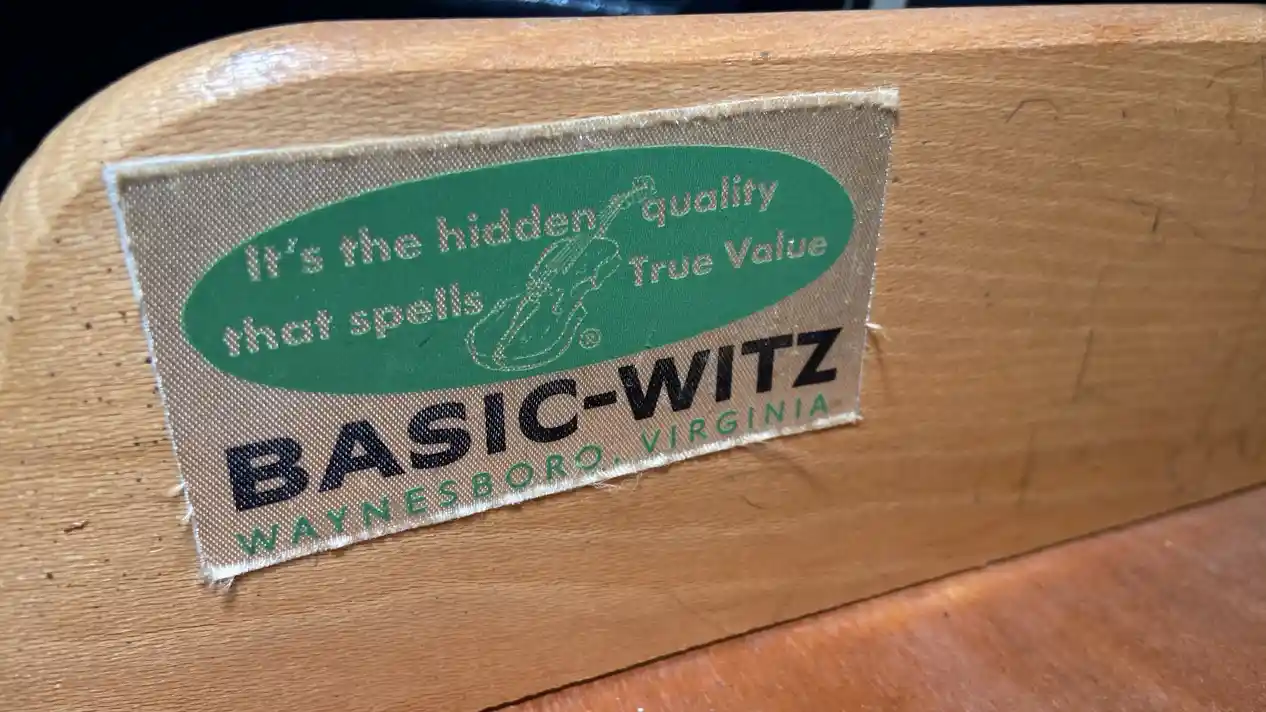 It's the hidden quality
that spells True Value
®
BASIC-WITZ
WAYNESBORO, VIRGINIA